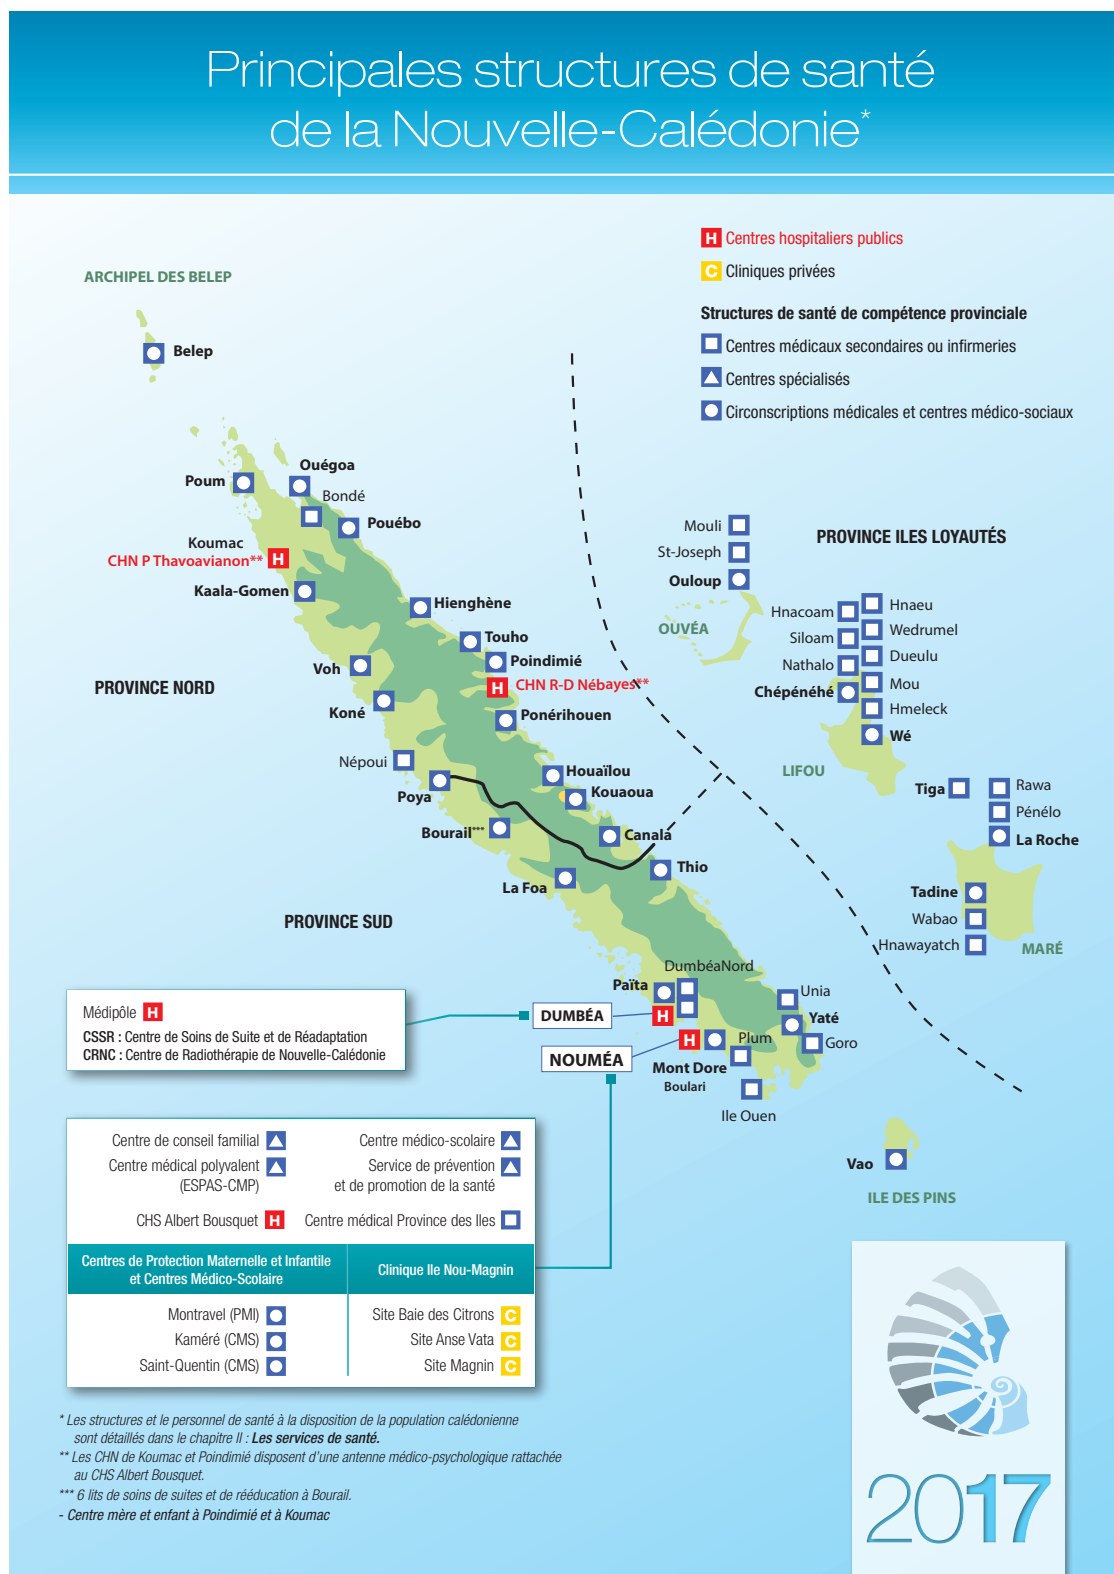 Principales structures de santé
de la Nouvelle-Calédonie*
H Centres hospitaliers publics
C Cliniques privées
Structures de santé de compétence provinciale
Centres médicaux secondaires ou infirmeries
Centres spécialisés
Circonscriptions médicales et centres médico-sociaux
ARCHIPEL DES BELEP
Belep
Poum
Ouégoa
Bondé
Pouébo
Koumac
CHN P Thavoavianon** H
Kaala-Gomen
Hienghène
Touho
Poindimié
H CHN R-D Nébayes**
Voh
PROVINCE NORD
Koné
Ponérihouen
Népoui
Poya
Houaïlou
Kouaoua
Bourail***
Canala
La Foa
Thio
PROVINCE SUD
PROVINCE ILES LOYAUTÉS
Mouli
St-Joseph
Ouloup
OUVÉA
Hnacoam
Siloam
Nathalo
Chépénéhé
Hnaeu
Wedrumel
Dueulu
Mou
Hmeleck
Wé
LIFOU
Tiga
Rawa
Pénélo
La Roche
Tadine
Wabao
Hnawayatch
MARÉ
DumbéaNord
Païta
H
DUMBÉA
H
NOUMÉA
Mont Dore
Boulari
Plum
Ile Ouen
Unia
Yaté
Goro
Vao
ILE DES PINS
Médipôle H
CSSR : Centre de Soins de Suite et de Réadaptation
CRNC : Centre de Radiothérapie de Nouvelle-Calédonie
Centre de conseil familial
Centre médico-scolaire
Centre médical polyvalent
(ESPAS-CMP)
Service de prévention
et de promotion de la santé
CHS Albert Bousquet H
Centre médical Province des Iles
Centres de Protection Maternelle et Infantile
et Centres Médico-Scolaire
Clinique Ile Nou-Magnin
Montravel (PMI)
Kaméré (CMS)
Saint-Quentin (CMS)
Site Baie des Citrons C
Site Anse Vata C
Site Magnin C
* Les structures et le personnel de santé à la disposition de la population calédonienne
sont détaillés dans le chapitre II : Les services de santé.
** Les CHN de Koumac et Poindimié disposent d'une antenne médico-psychologique rattachée
au CHS Albert Bousquet.
*** 6 lits de soins de suites et de rééducation à Bourail.
- Centre mère et enfant à Poindimié et à Koumac
2017